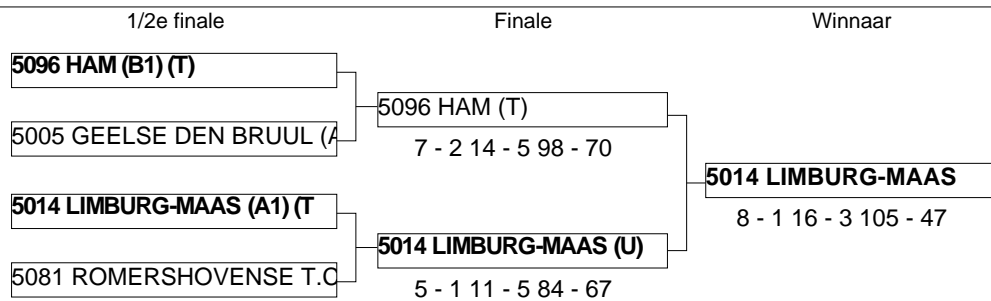 1/2e finale Finale Winnaar
5096 HAM (B1) (T)
5005 GEELSE DEN BRUUL (A
5014 LIMBURG-MAAS (A1) (T
5081 ROMERSHOVENSE T.C
5096 HAM (T)
7 - 2 14 - 5 98 - 70
5014 LIMBURG-MAAS (U)
5 - 1 11 - 5 84 - 67
5014 LIMBURG-MAAS
8 - 1 16 - 3 105 - 47